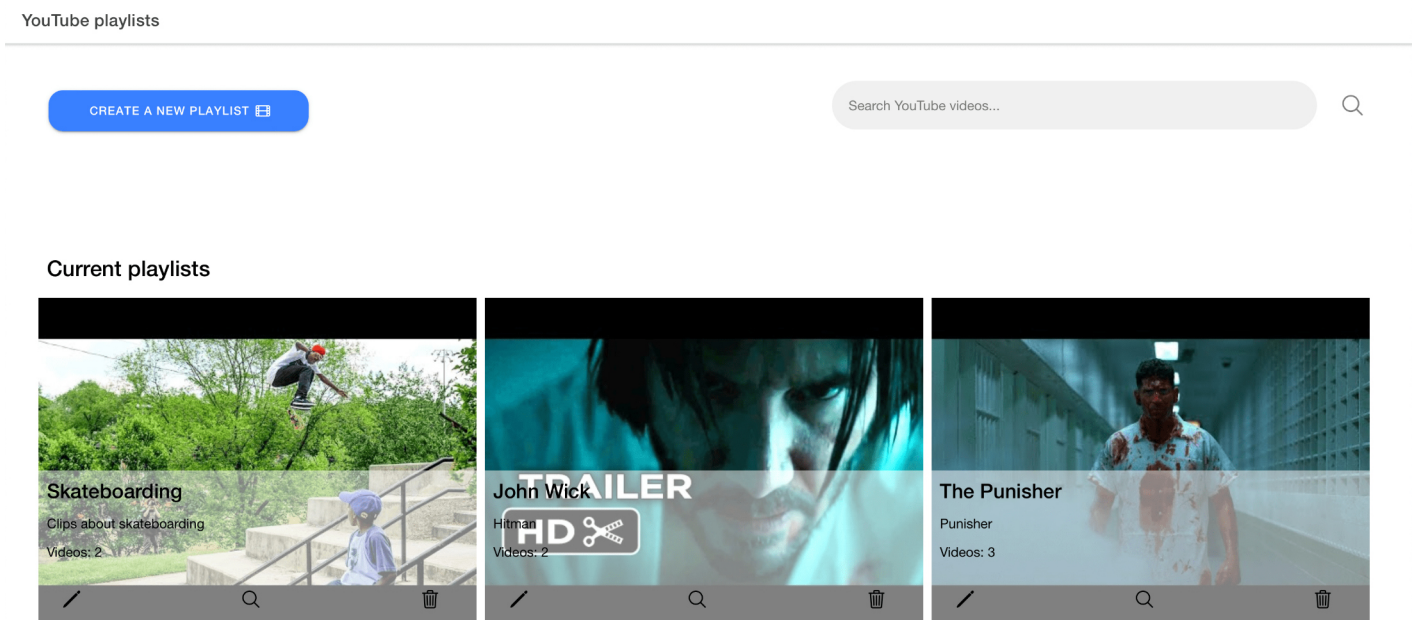 YouTube playlists
CREATE A NEW PLAYLIST
Search YouTube videos...
Current playlists
Skateboarding
Clips about skateboarding
Videos: 2
TRAILER
John Wick
HD
Hitman
Videos: 2
The Punisher
Punisher
Videos: 3